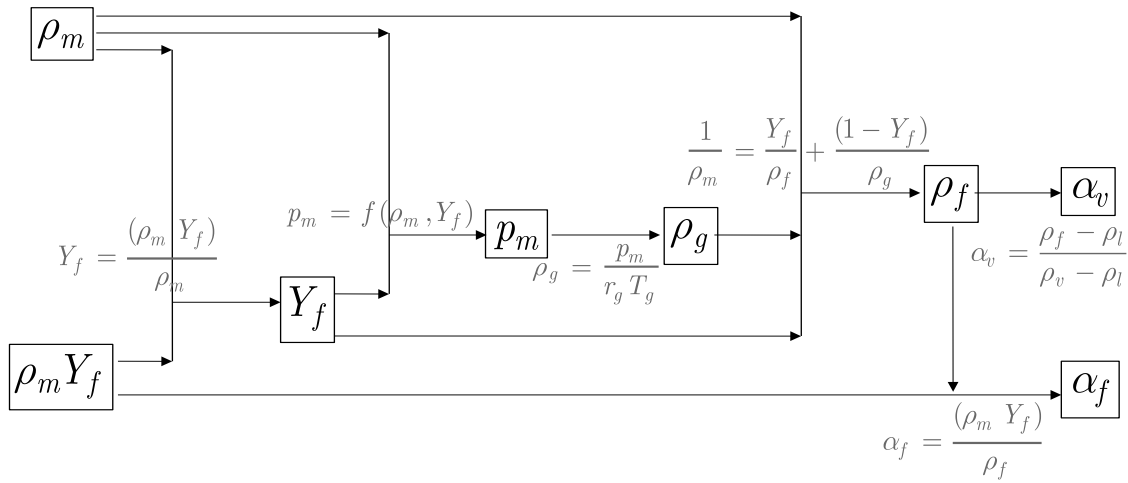 ρ_m
1/ρ_m = Y_f/ρ_f + (1 − Y_f)/ρ_g
ρ_f
α_v
p_m = f(ρ_m, Y_f)
p_m
ρ_g
Y_f = (ρ_m Y_f)/ρ_m
ρ_g = p_m/(r_g T_g)
α_v = (ρ_f − ρ_l)/(ρ_v − ρ_l)
Y_f
ρ_m Y_f
α_f
α_f = (ρ_m Y_f)/ρ_f